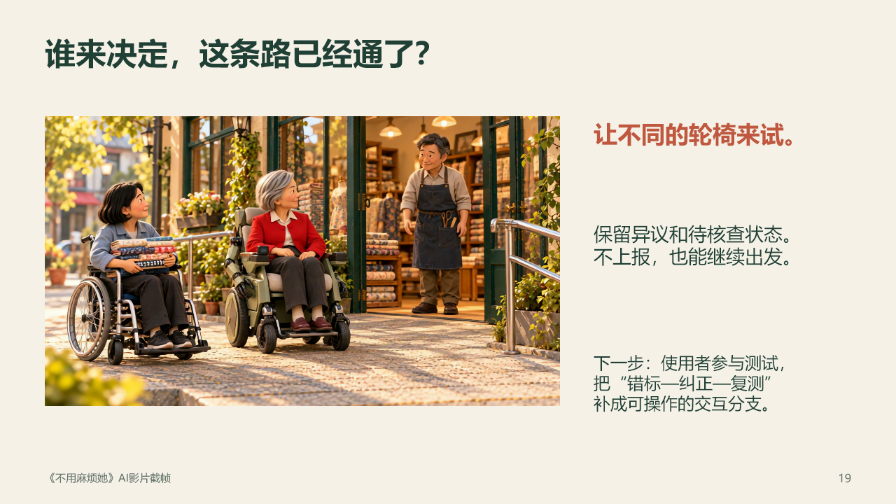 谁来决定，这条路已经通了？
让不同的轮椅来试。
保留异议和待核查状态。
不上报，也能继续出发。
下一步：使用者参与测试，
把“错标—纠正—复测”
补成可操作的交互分支。
《不用麻烦她》AI影片截帧
19